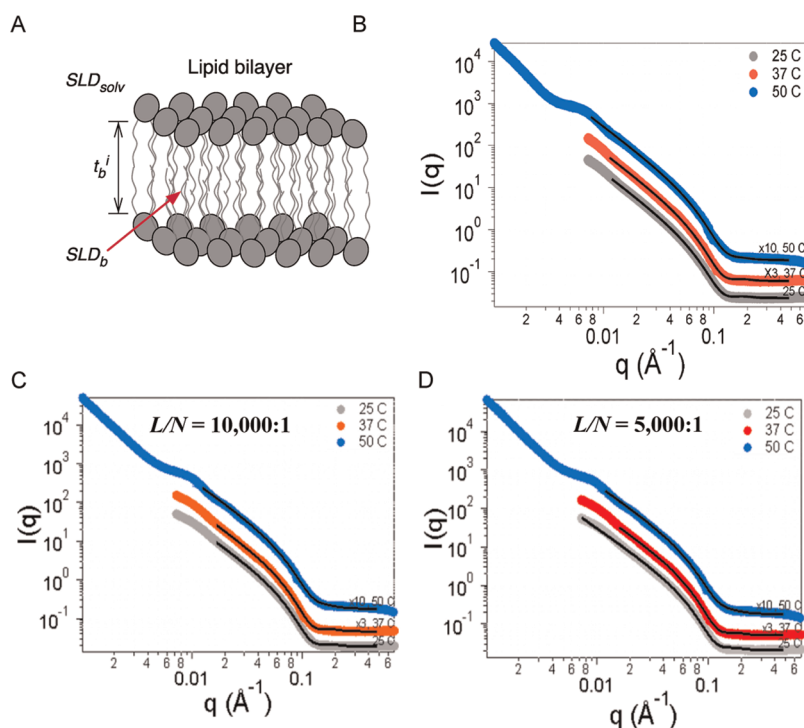 A
SLDsolv
Lipid bilayer
tb^i
SLDb
B
25 C
37 C
50 C
10^4
10^3
10^2
10^1
10^0
10^-1
I(q)
x10, 50 C
X3, 37 C
25 C
2 4 6 8 2 4 6 8 2 4 6
0.01 0.1
q (Å^-1)
C
L/N = 10,000:1
25 C
37 C
50 C
10^4
10^3
10^2
10^1
10^0
10^-1
I(q)
x10, 50 C
x3, 37 C
25 C
2 4 6 8 2 4 6 8 2 4 6
0.01 0.1
q (Å^-1)
D
L/N = 5,000:1
25 C
37 C
50 C
10^4
10^3
10^2
10^1
10^0
10^-1
I(q)
x10, 50 C
x3, 37 C
25 C
2 4 6 8 2 4 6 8 2 4 6
0.01 0.1
q (Å^-1)